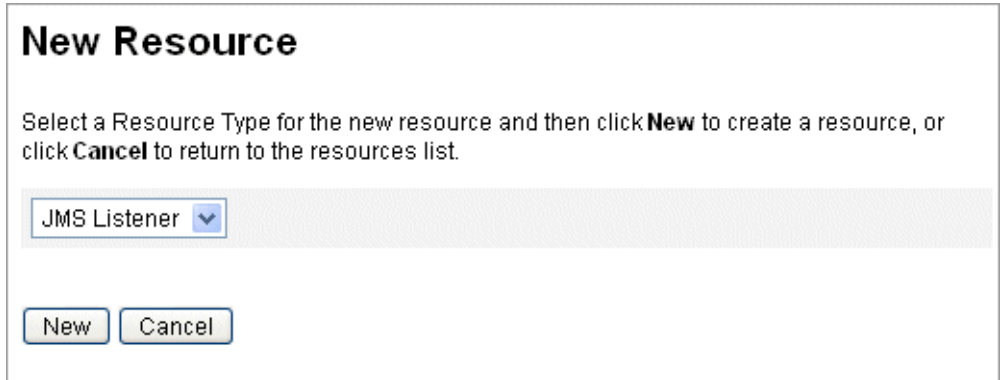 New Resource
Select a Resource Type for the new resource and then click New to create a resource, or
click Cancel to return to the resources list.
JMS Listener
New Cancel